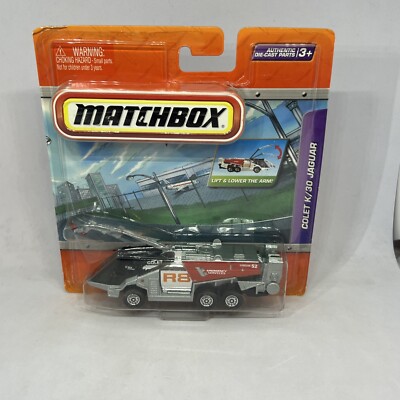 WARNING:
CHOKING HAZARD - Small parts.
Not for children under 3 years.
AUTHENTIC
DIE-CAST PARTS
3+
MATCHBOX
LIFT & LOWER THE ARM!
COLET K/30 JAGUAR
R8